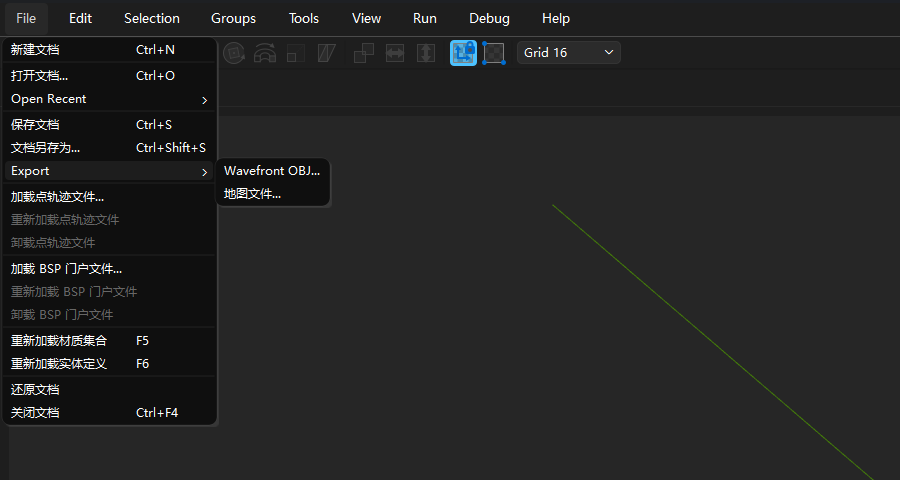 File Edit Selection Groups Tools View Run Debug Help
新建文档 Ctrl+N
Grid 16
打开文档... Ctrl+O
Open Recent
保存文档 Ctrl+S
文档另存为... Ctrl+Shift+S
Export
Wavefront OBJ...
地图文件...
加载点轨迹文件...
重新加载点轨迹文件
卸载点轨迹文件
加载 BSP 门户文件...
重新加载 BSP 门户文件
卸载 BSP 门户文件
重新加载材质集合 F5
重新加载实体定义 F6
还原文档
关闭文档 Ctrl+F4